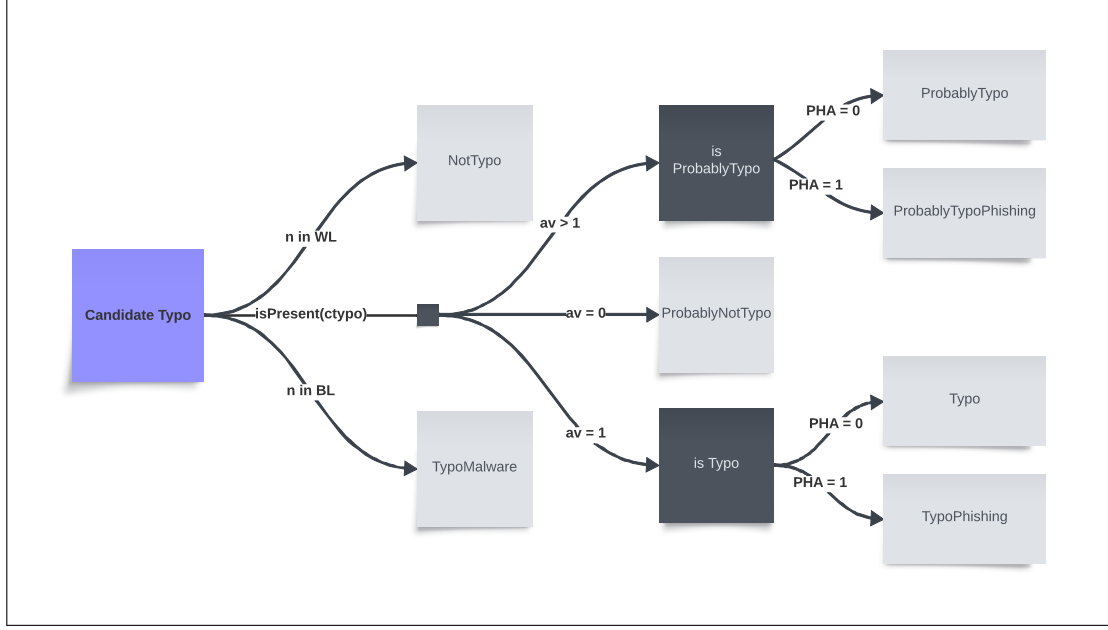 Candidate Typo
n in WL
isPresent(ctypo)
n in BL
NotTypo
TypoMalware
av > 1
av = 0
av = 1
is
ProbablyTypo
ProbablyNotTypo
is Typo
PHA = 0
PHA = 1
PHA = 0
PHA = 1
ProbablyTypo
ProbablyTypoPhishing
Typo
TypoPhishing